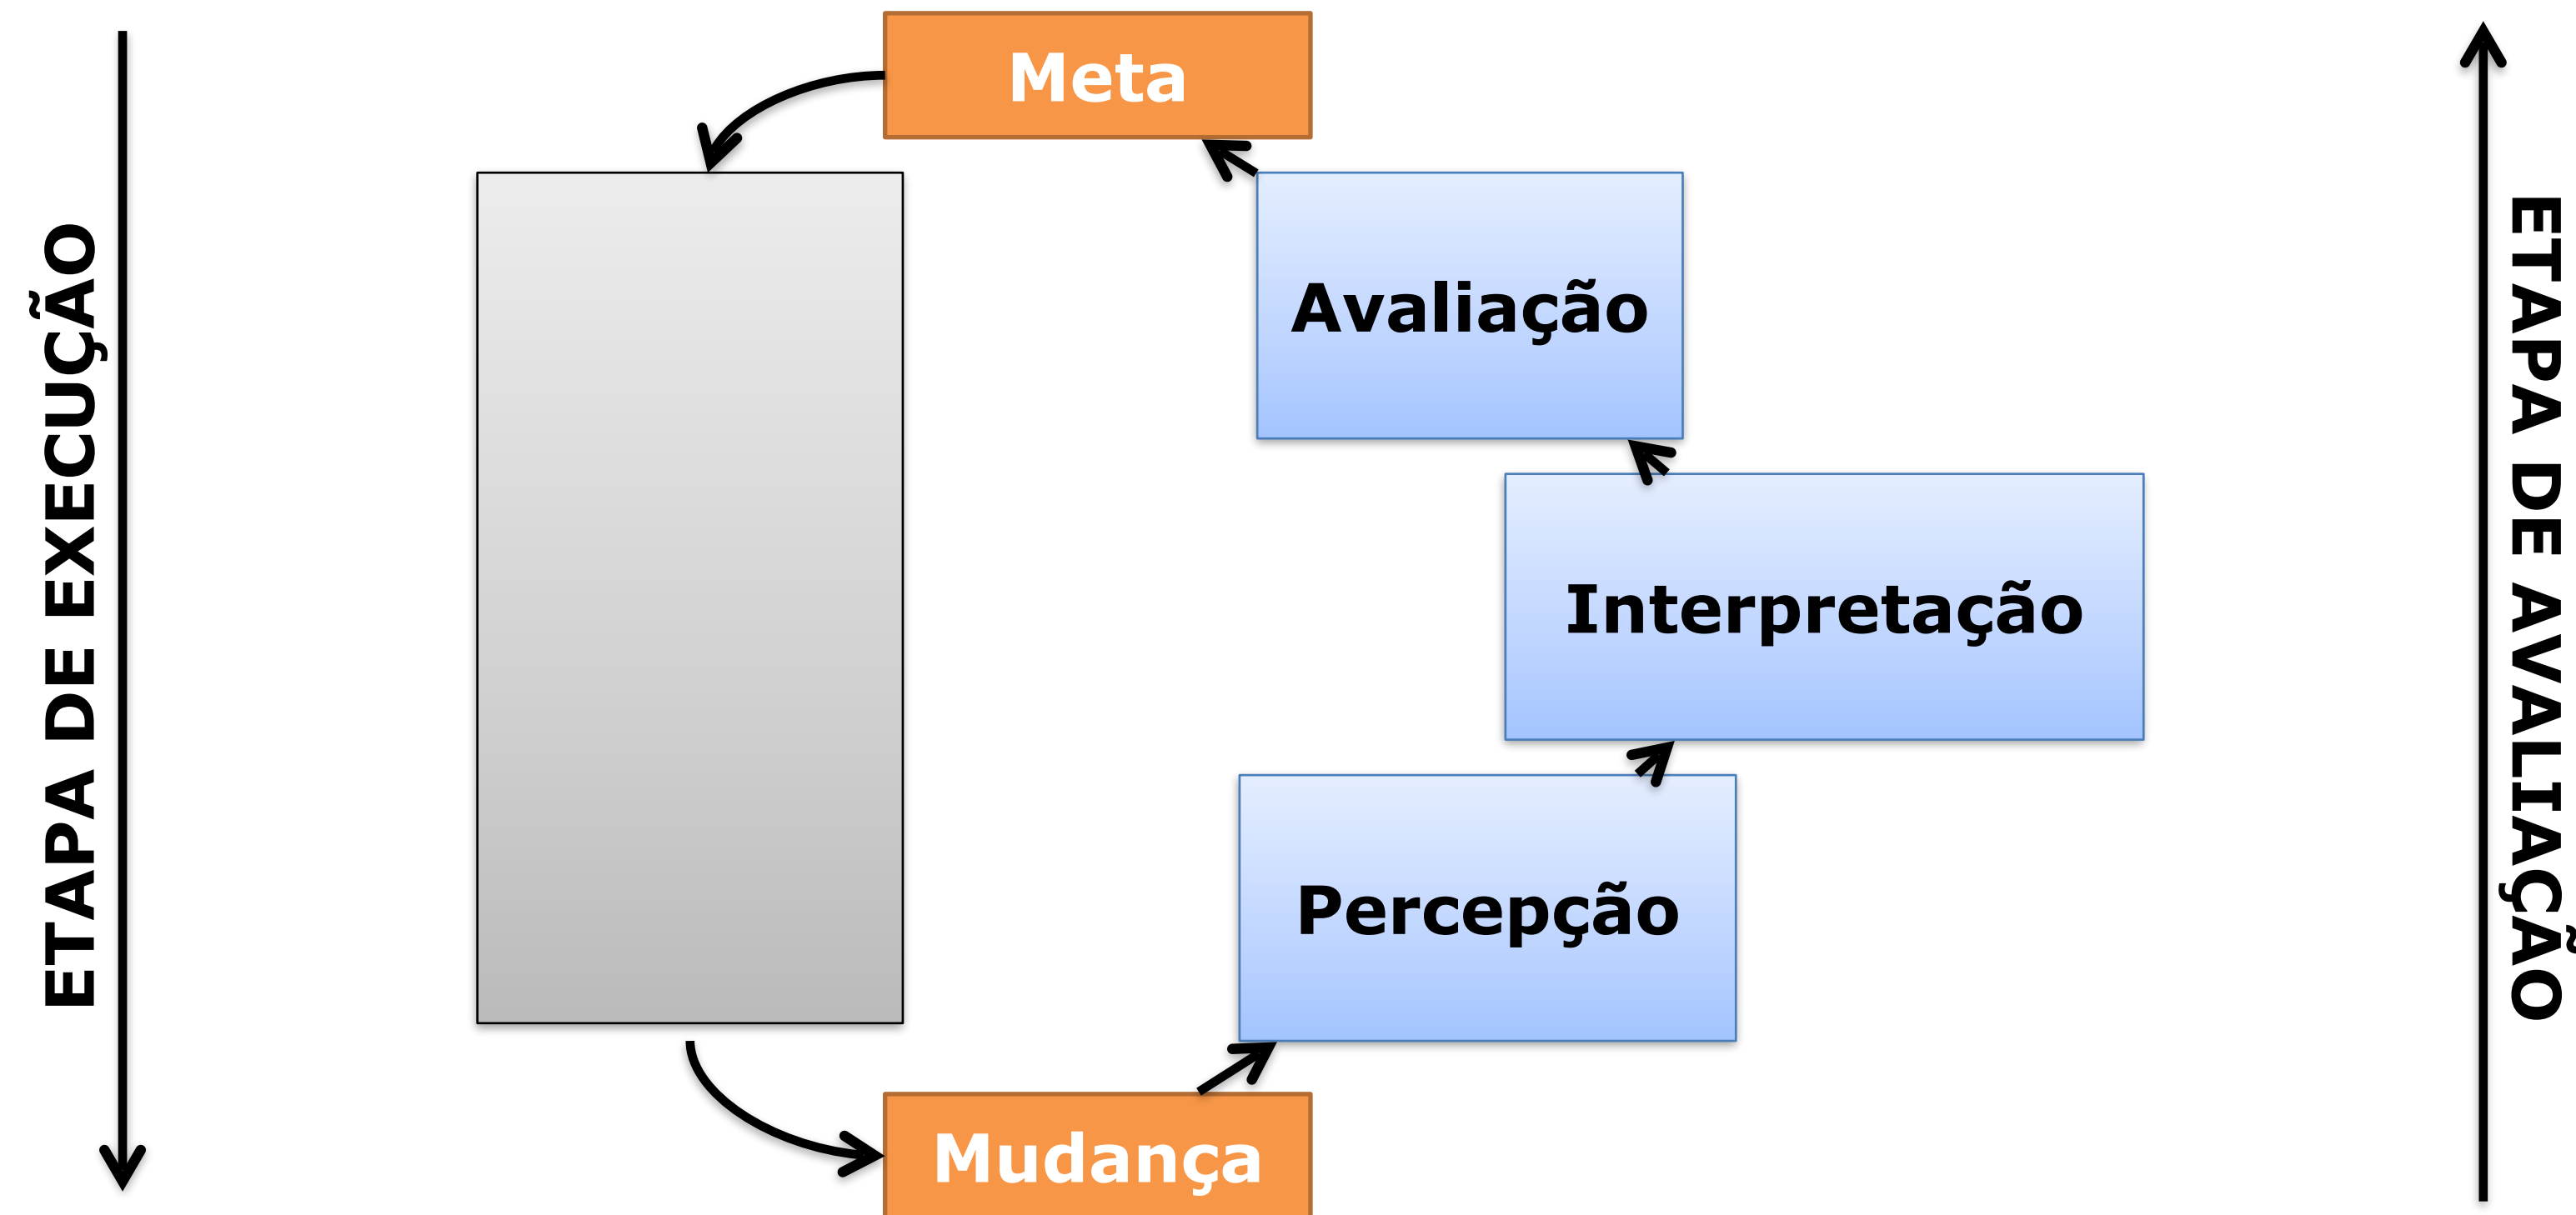 Meta
ETAPA DE EXECUÇÃO
Avaliação
Interpretação
Percepção
Mudança
ETAPA DE AVALIAÇÃO